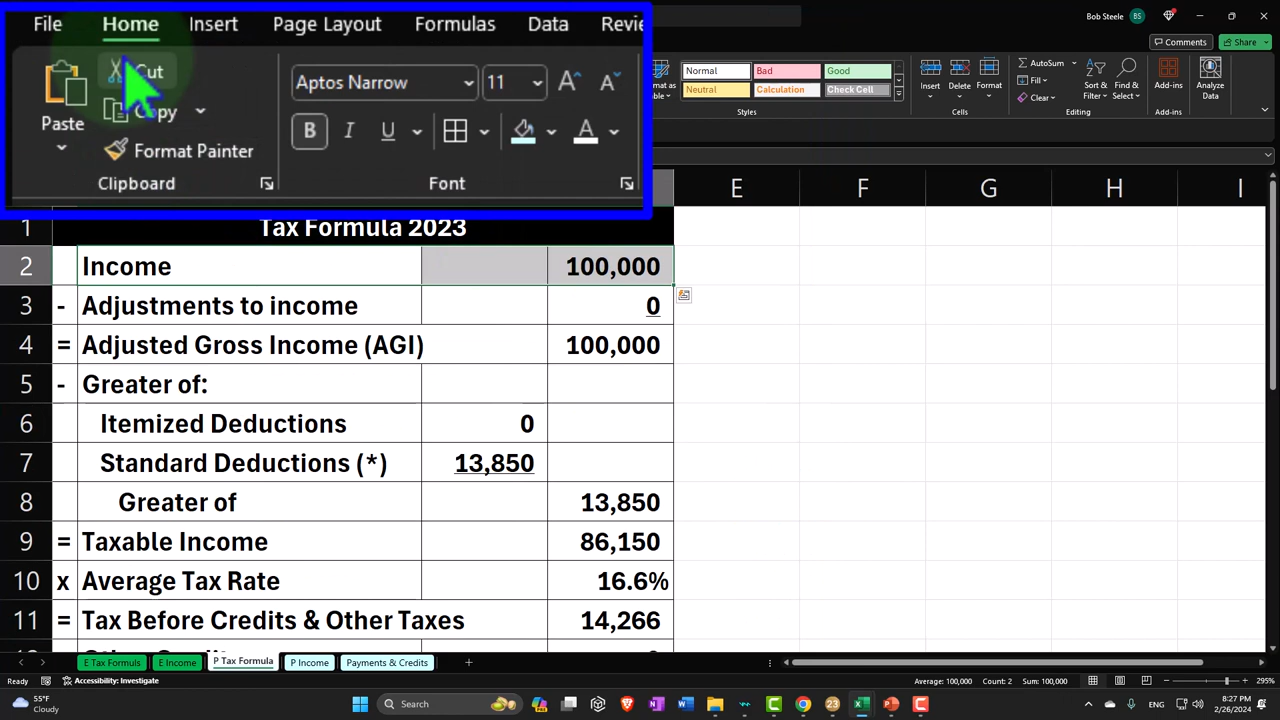 File Home Insert Page Layout Formulas Data Revie
Bob Steele BS
Comments Share
Cut
Copy
Paste
Format Painter
Clipboard
Aptos Narrow 11
B I U A
Font
Normal Bad Good
Neutral Calculation Check Cell
Styles
Insert Delete Format
Cells
AutoSum
Fill
Clear
Sort & Filter
Find & Select
Editing
Add-ins
Add-ins
Analyze Data
E F G H I
1 Tax Formula 2023
2 Income 100,000
3 - Adjustments to income 0
4 = Adjusted Gross Income (AGI) 100,000
5 - Greater of:
6 Itemized Deductions 0
7 Standard Deductions (*) 13,850
8 Greater of 13,850
9 = Taxable Income 86,150
10 x Average Tax Rate 16.6%
11 = Tax Before Credits & Other Taxes 14,266
E Tax Formuls E Income P Tax Formula P Income Payments & Credits
Ready Accessibility: Investigate Average: 100,000 Count: 2 Sum: 100,000 295%
55°F
Cloudy
Search
8:27 PM
2/26/2024